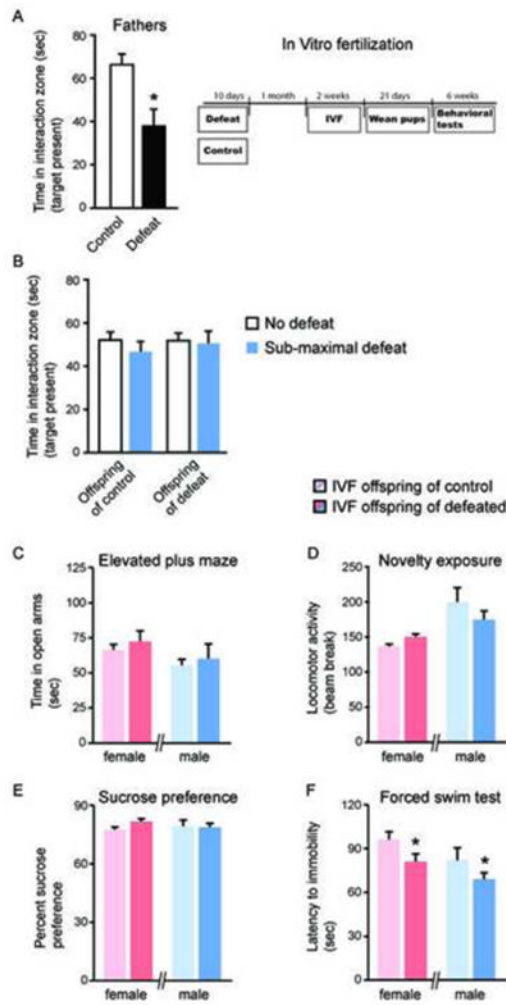 A
Fathers
Time in interaction zone (sec)
(target present)
80
60
40
20
0
*
Control
Defeat
In Vitro fertilization
10 days 1 month 2 weeks 21 days 6 weeks
Defeat IVF Wean pups Behavioral
tests
Control
B
Time in interaction zone (sec)
(target present)
80
60
40
20
0
Offspring
of control
Offspring
of defeat
No defeat
Sub-maximal defeat
IVF offspring of control
IVF offspring of defeated
C
Elevated plus maze
Time in open arms
(sec)
125
75
50
25
0
female
male
D
Novelty exposure
Locomotor activity
(beam break)
250
200
150
100
50
0
female
male
E
Sucrose preference
Percent sucrose
preference
90
60
30
0
female
male
F
Forced swim test
Latency to immobility
(sec)
120
90
60
30
0
*
*
female
male